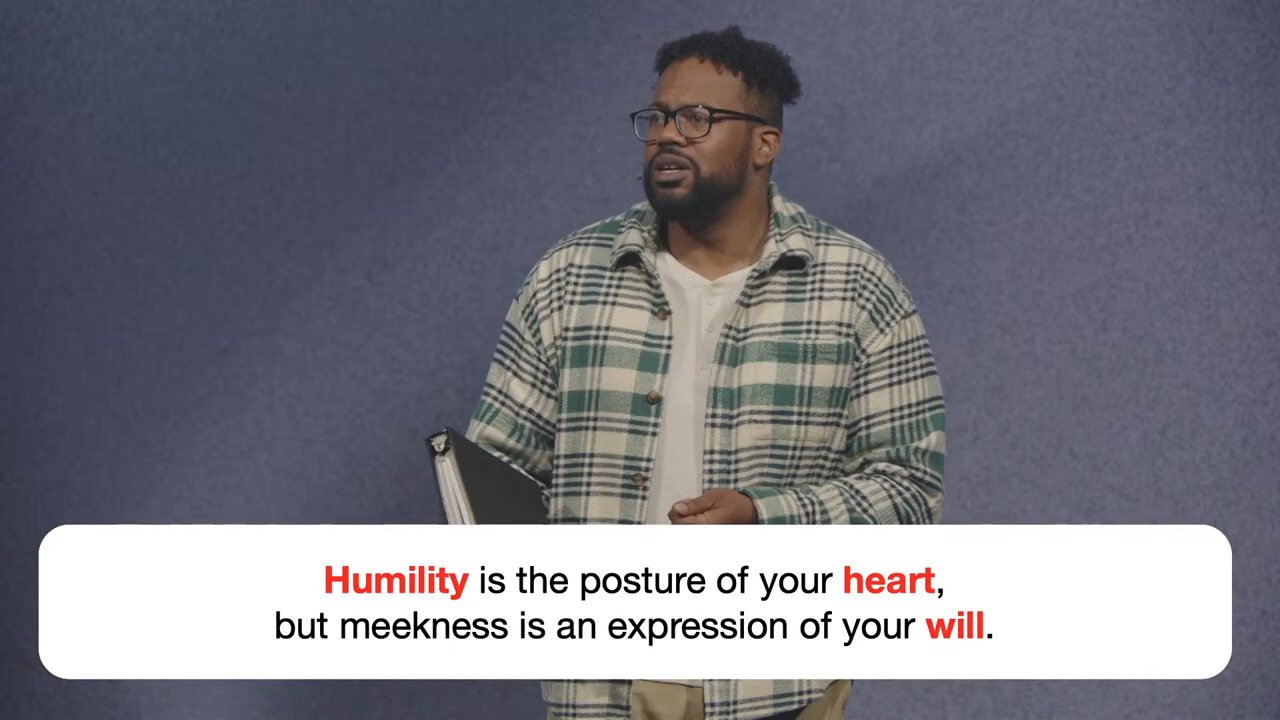 Humility is the posture of your heart,
but meekness is an expression of your will.